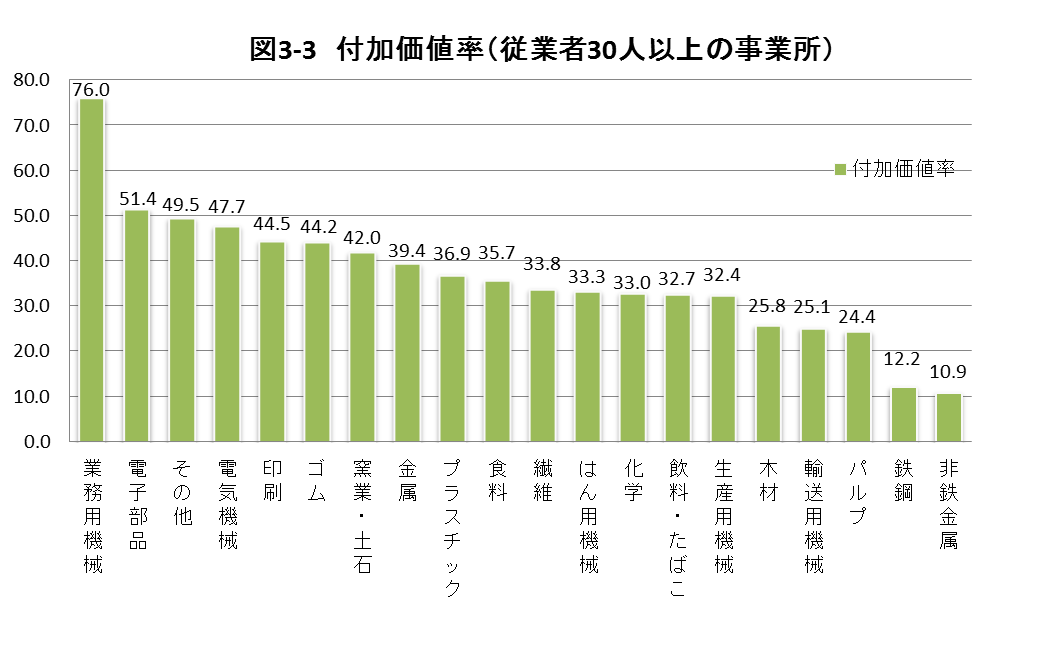 図3-3 付加価値率（従業者30人以上の事業所）
80.0
70.0
60.0
50.0
40.0
30.0
20.0
10.0
0.0
付加価値率
76.0
51.4
49.5
47.7
44.5
44.2
42.0
39.4
36.9
35.7
33.8
33.3
33.0
32.7
32.4
25.8
25.1
24.4
12.2
10.9
業務用機械
電子部品
その他
電気機械
印刷
ゴム
窯業・土石
金属
プラスチック
食料
繊維
はん用機械
化学
飲料・たばこ
生産用機械
木材
輸送用機械
パルプ
鉄鋼
非鉄金属